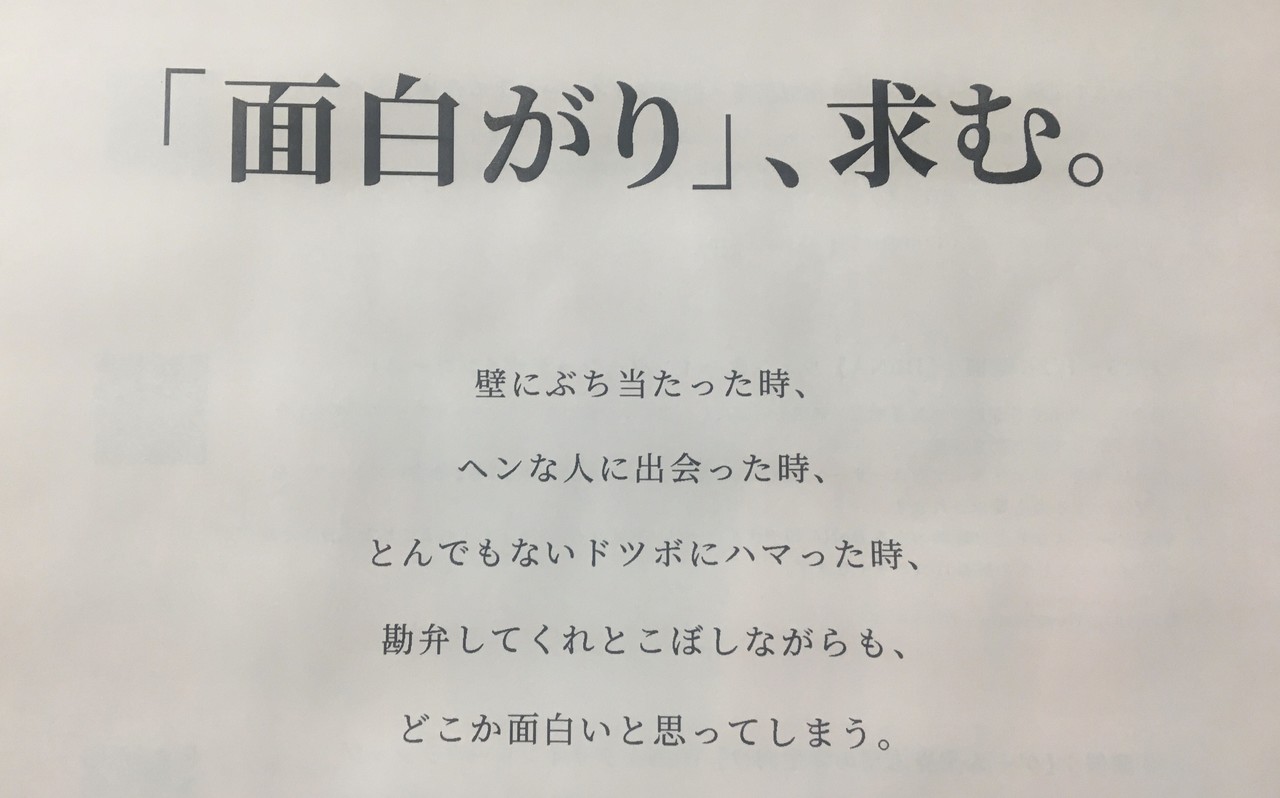 「面白がり」、求む。
壁にぶち当たった時、
ヘンな人に出会った時、
とんでもないドツボにハマった時、
勘弁してくれとこぼしながらも、
どこか面白いと思ってしまう。